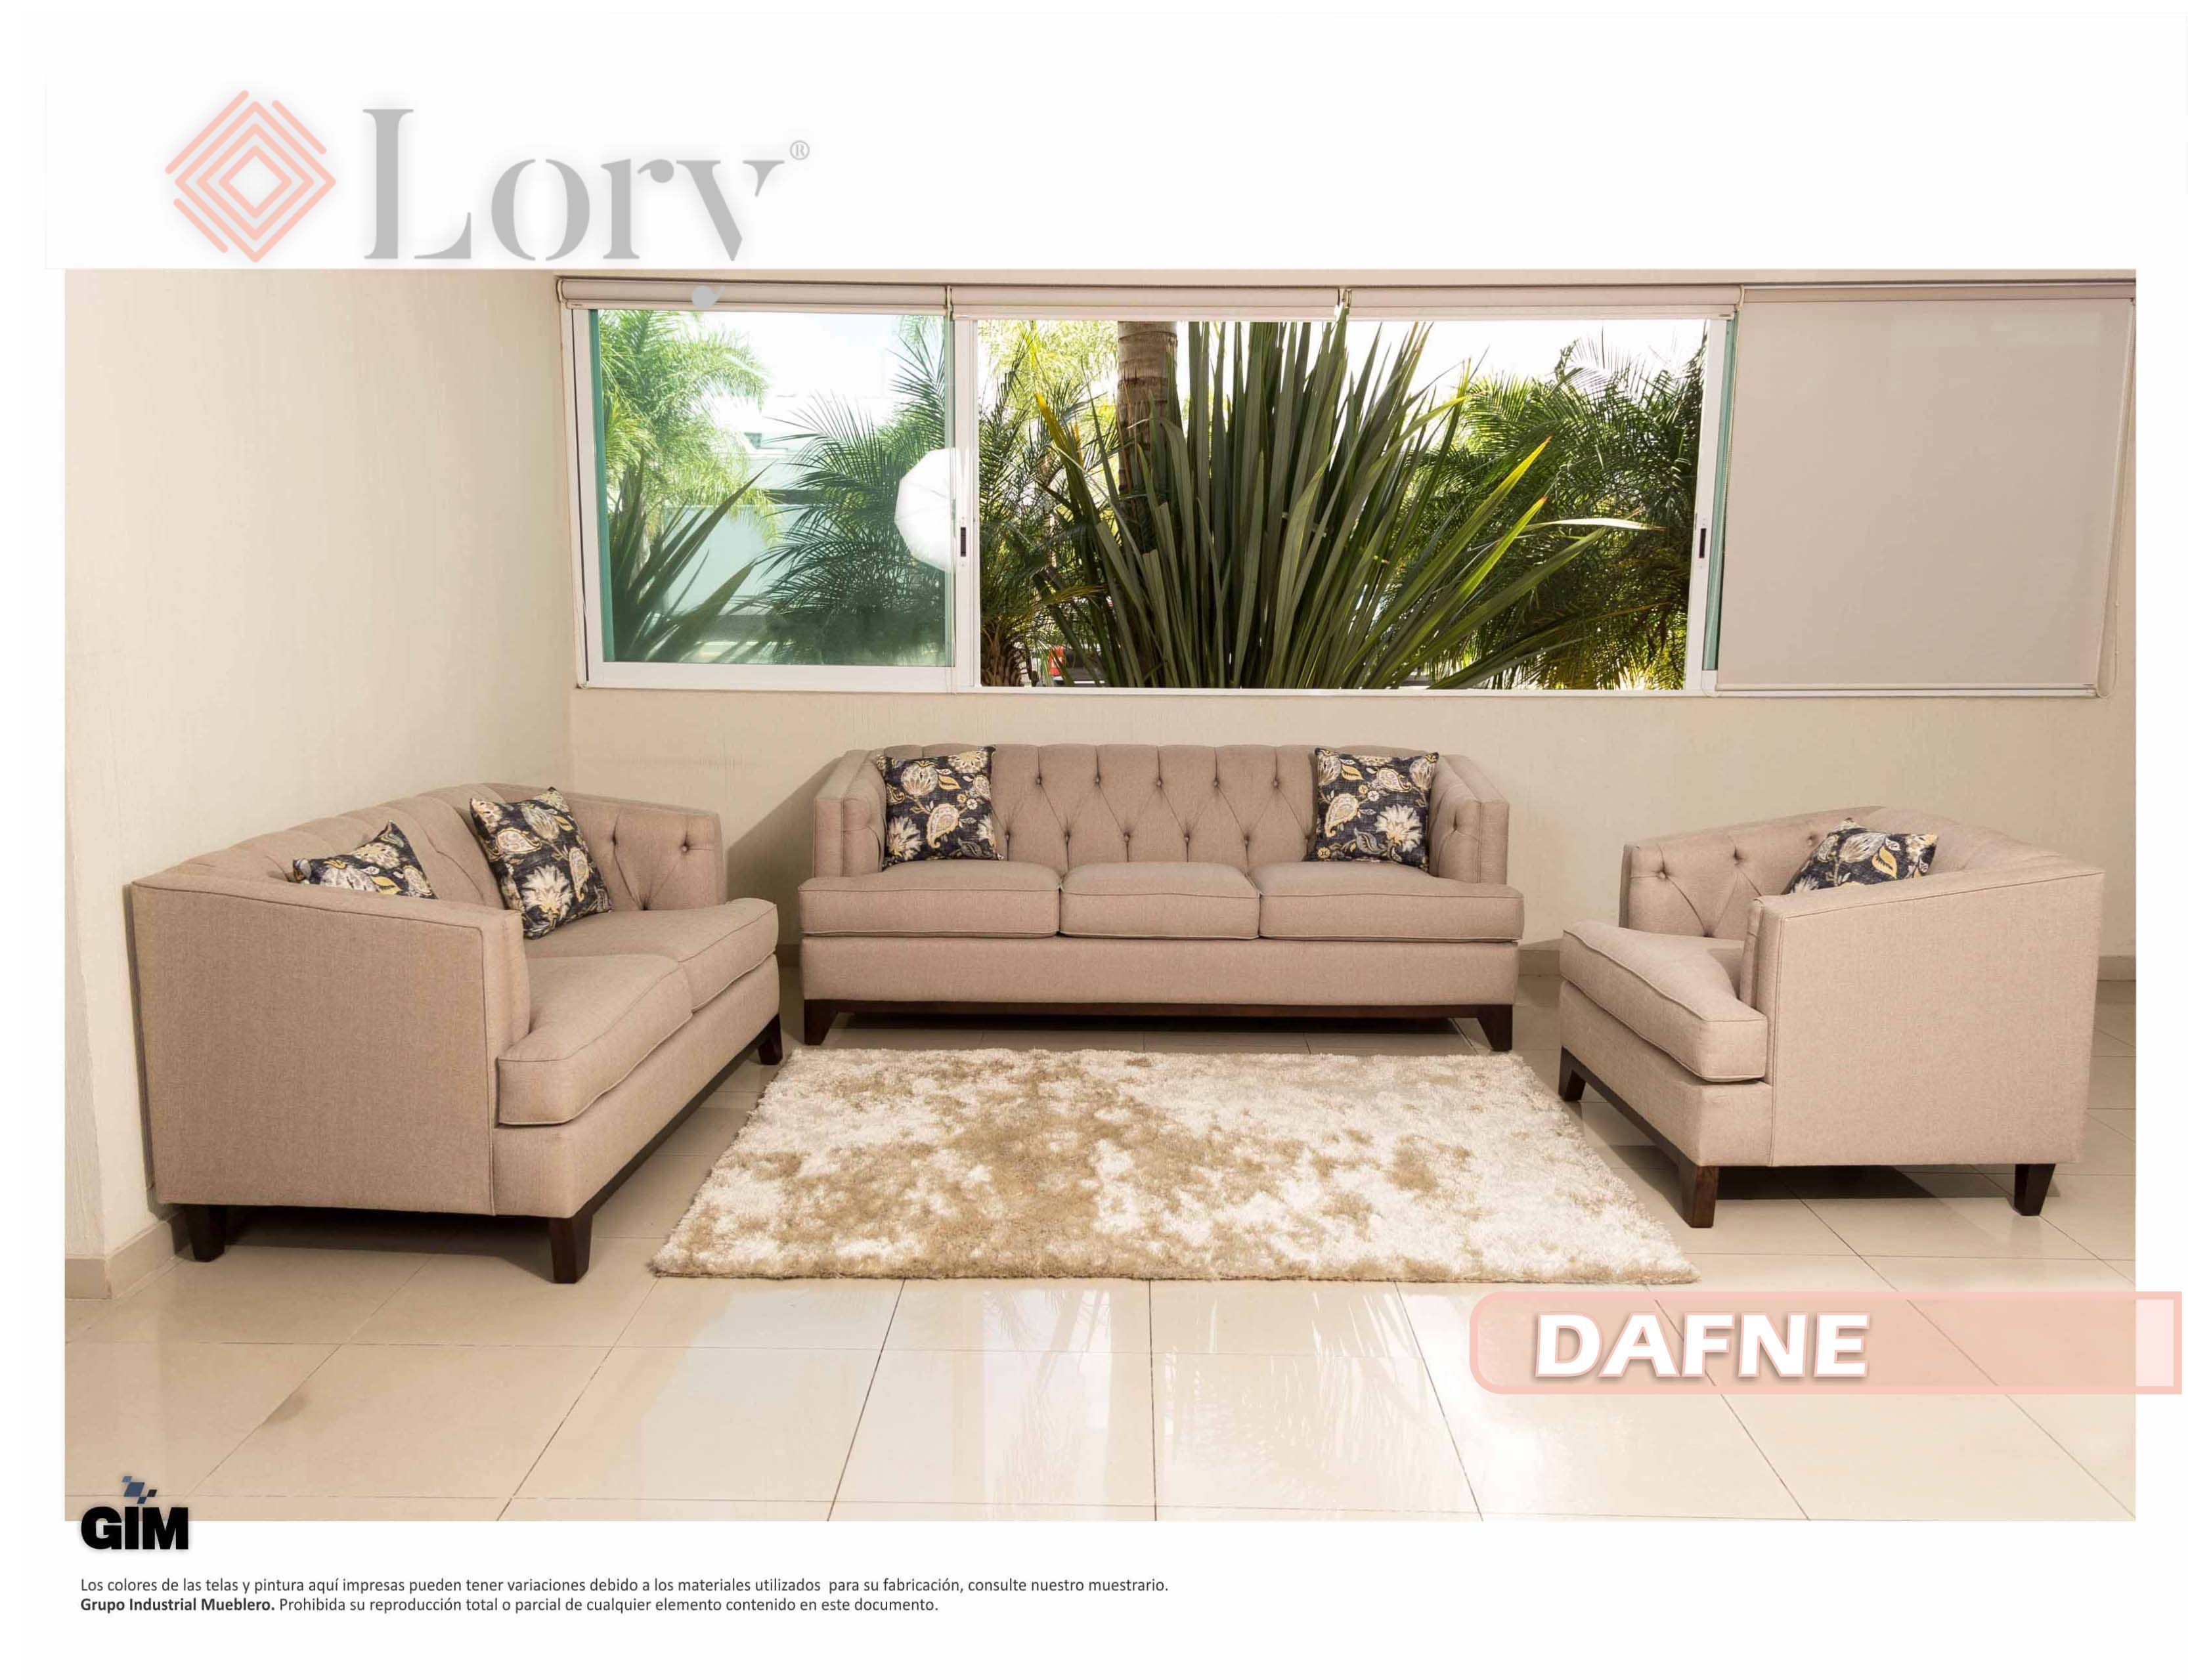 Lory®
DAFNE
GIM
Los colores de las telas y pintura aquí impresas pueden tener variaciones debido a los materiales utilizados  para su fabricación, consulte nuestro muestrario.
Grupo Industrial Mueblero. Prohibida su reproducción total o parcial de cualquier elemento contenido en este documento.